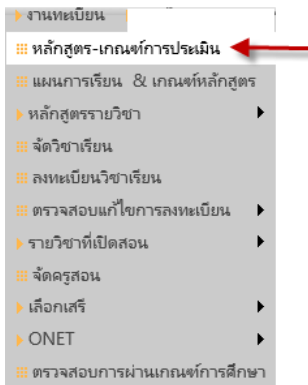 งานทะเบียน
หลักสูตร-เกณฑ์การประเมิน
แผนการเรียน & เกณฑ์หลักสูตร
หลักสูตรรายวิชา
จัดวิชาเรียน
ลงทะเบียนวิชาเรียน
ตรวจสอบแก้ไขการลงทะเบียน
รายวิชาที่เปิดสอน
จัดครูสอน
เลือกเสรี
ONET
ตรวจสอบการผ่านเกณฑ์การศึกษา